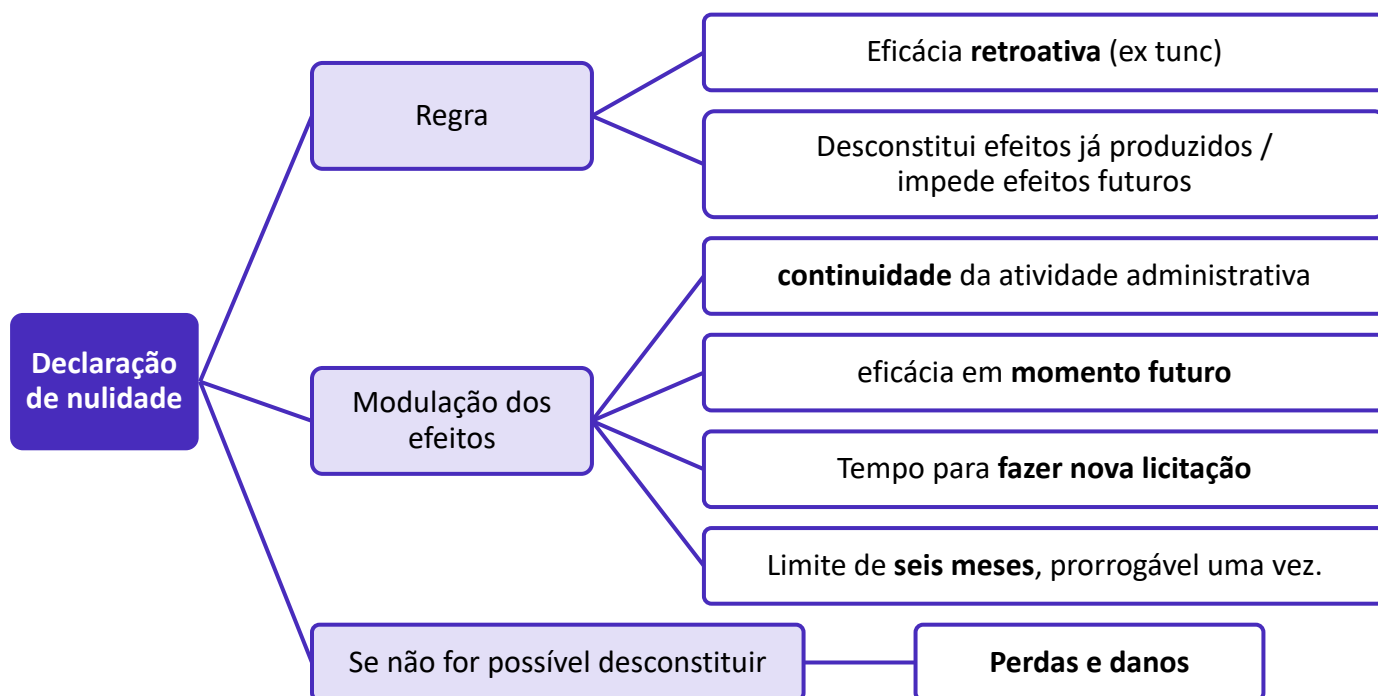 Declaração
de nulidade
Regra
Eficácia retroativa (ex tunc)
Desconstitui efeitos já produzidos /
impede efeitos futuros
Modulação dos
efeitos
continuidade da atividade administrativa
eficácia em momento futuro
Tempo para fazer nova licitação
Limite de seis meses, prorrogável uma vez.
Se não for possível desconstituir
Perdas e danos